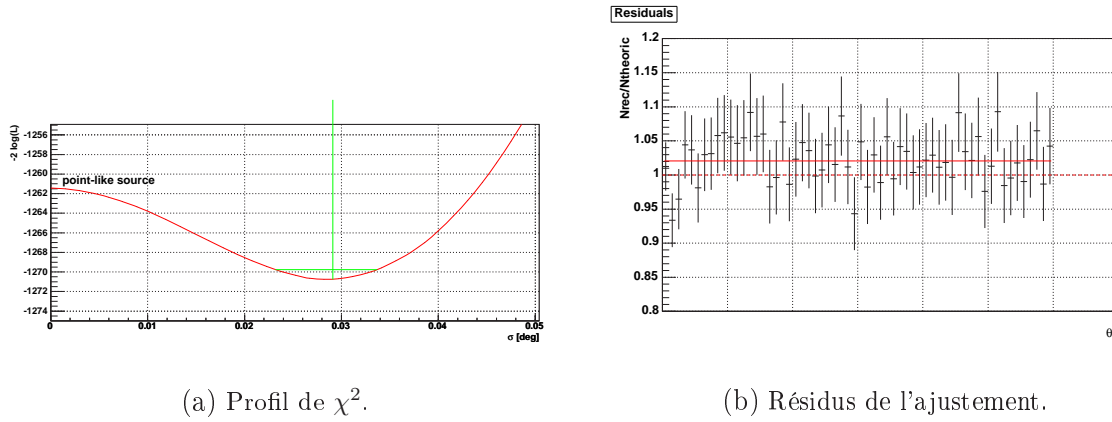 -2 log(L)
-1256
-1258
-1260
-1262
-1264
-1266
-1268
-1270
-1272
-1274
point-like source
0 0.01 0.02 0.03 0.04 0.05
σ [deg]
(a) Profil de χ².
Residuals
Nrec/Ntheoric
1.2
1.15
1.1
1.05
1
0.95
0.9
0.85
0.8
θ
(b) Résidus de l'ajustement.